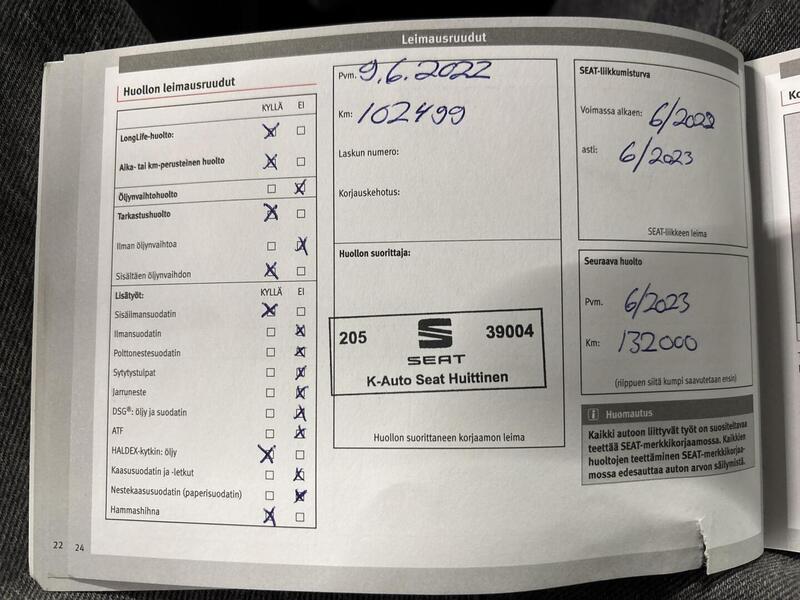 Leimausruudut
Huollon leimausruudut
KYLLÄ EI
LongLife-huolto:
Aika- tai km-perusteinen huolto
Öljynvaihtohuolto
Tarkastushuolto
Ilman öljynvaihtoa
Sisältäen öljynvaihdon
Lisätyöt: KYLLÄ EI
Sisäilmansuodatin
Ilmansuodatin
Polttonestesuodatin
Sytytystulpat
Jarruneste
DSG®: öljy ja suodatin
ATF
HALDEX-kytkin: öljy
Kaasusuodatin ja -letkut
Nestekaasusuodatin (paperisuodatin)
Hammashihna
22 24
Pvm. 9.6.2022
Km: 102499
Laskun numero:
Korjauskehotus:
Huollon suorittaja:
205 39004
SEAT
K-Auto Seat Huittinen
Huollon suorittaneen korjaamon leima
SEAT-liikkumisturva
Voimassa alkaen: 6/2022
asti: 6/2023
SEAT-liikkeen leima
Seuraava huolto
Pvm. 6/2023
Km: 132000
(riippuen siitä kumpi saavutetaan ensin)
i Huomautus
Kaikki autoon liittyvät työt on suositeltavaa
teettää SEAT-merkkikorjaamossa. Kaikkien
huoltojen teettäminen SEAT-merkkikorjaa-
mossa edesauttaa auton arvon säilymistä.